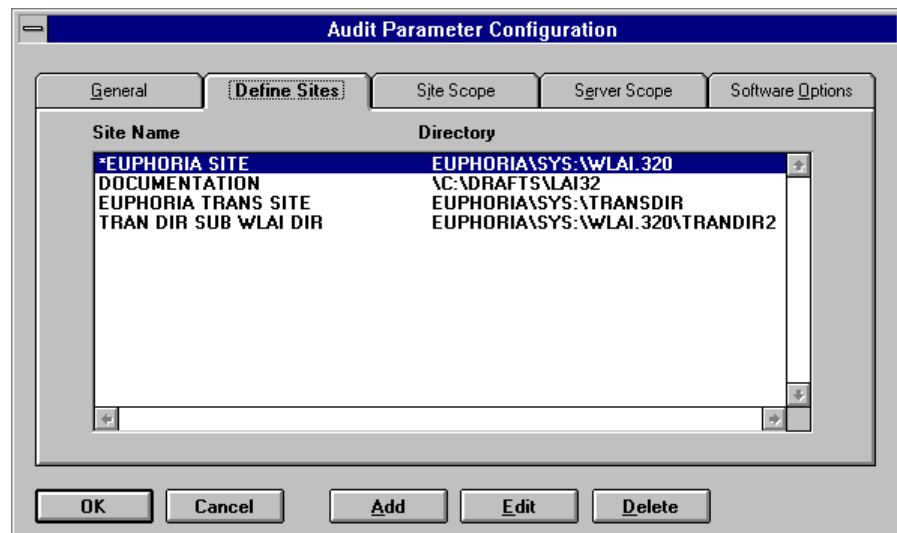 Audit Parameter Configuration
General Define Sites Site Scope Server Scope Software Options
Site Name Directory
*EUPHORIA SITE EUPHORIA\SYS:\WLAI.320
DOCUMENTATION \C:\DRAFTS\LAI32
EUPHORIA TRANS SITE EUPHORIA\SYS:\TRANSDIR
TRAN DIR SUB WLAI DIR EUPHORIA\SYS:\WLAI.320\TRANDIR2
OK Cancel Add Edit Delete